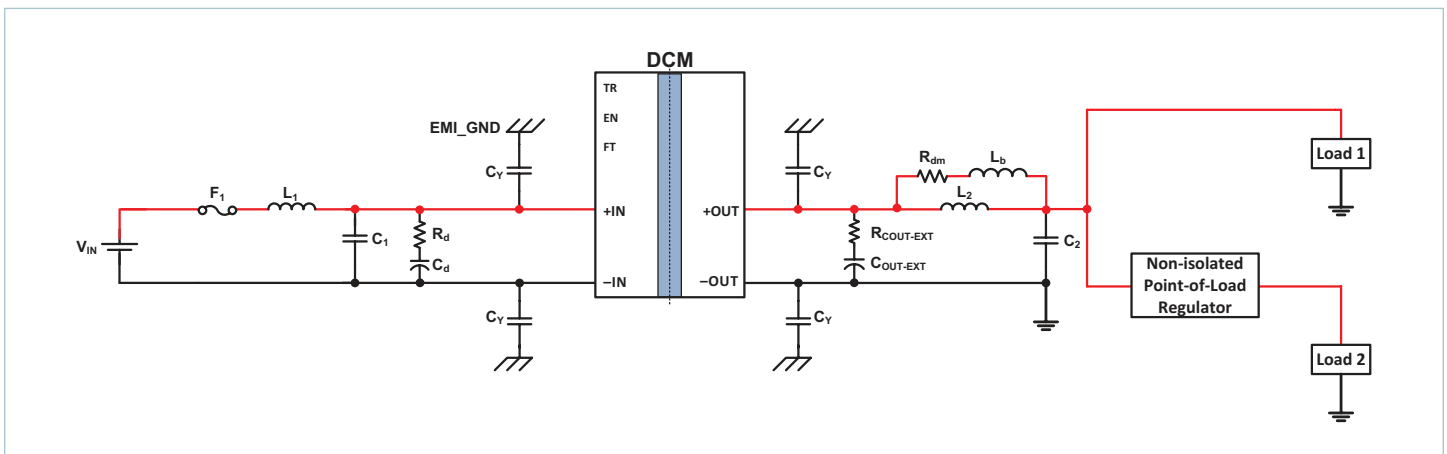 DCM
TR
EN
FT
+IN
–IN
+OUT
–OUT
EMI_GND
CY
CY
CY
CY
F1
L1
C1
Rd
Cd
VIN
Rdm
Lb
L2
RCOUT-EXT
COUT-EXT
C2
Load 1
Non-isolated
Point-of-Load
Regulator
Load 2